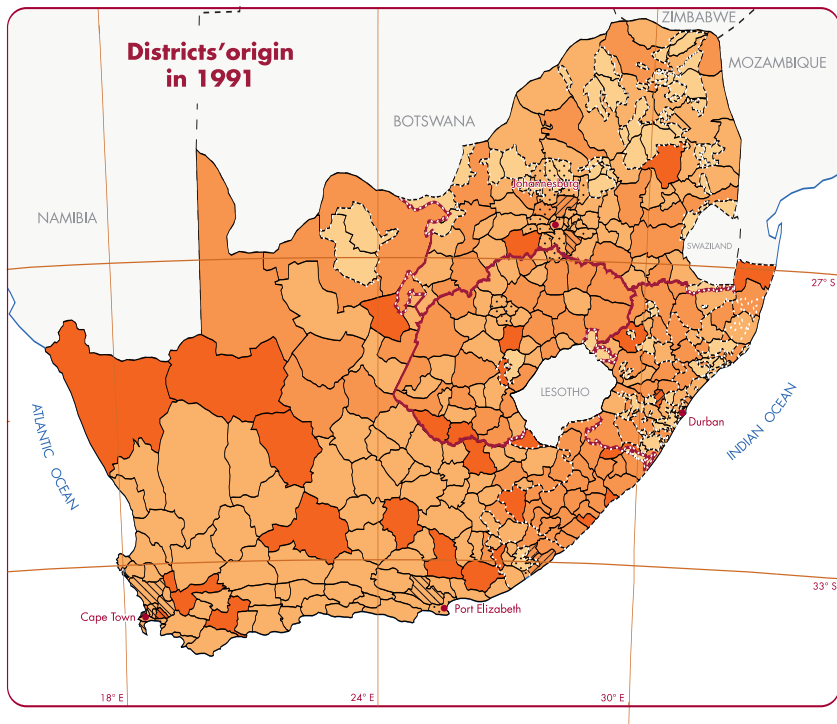 Districts'origin
in 1991
ZIMBABWE
MOZAMBIQUE
BOTSWANA
NAMIBIA
Johannesburg
SWAZILAND
27° S
LESOTHO
Durban
ATLANTIC OCEAN
INDIAN OCEAN
33° S
Port Elizabeth
Cape Town
18° E
24° E
30° E